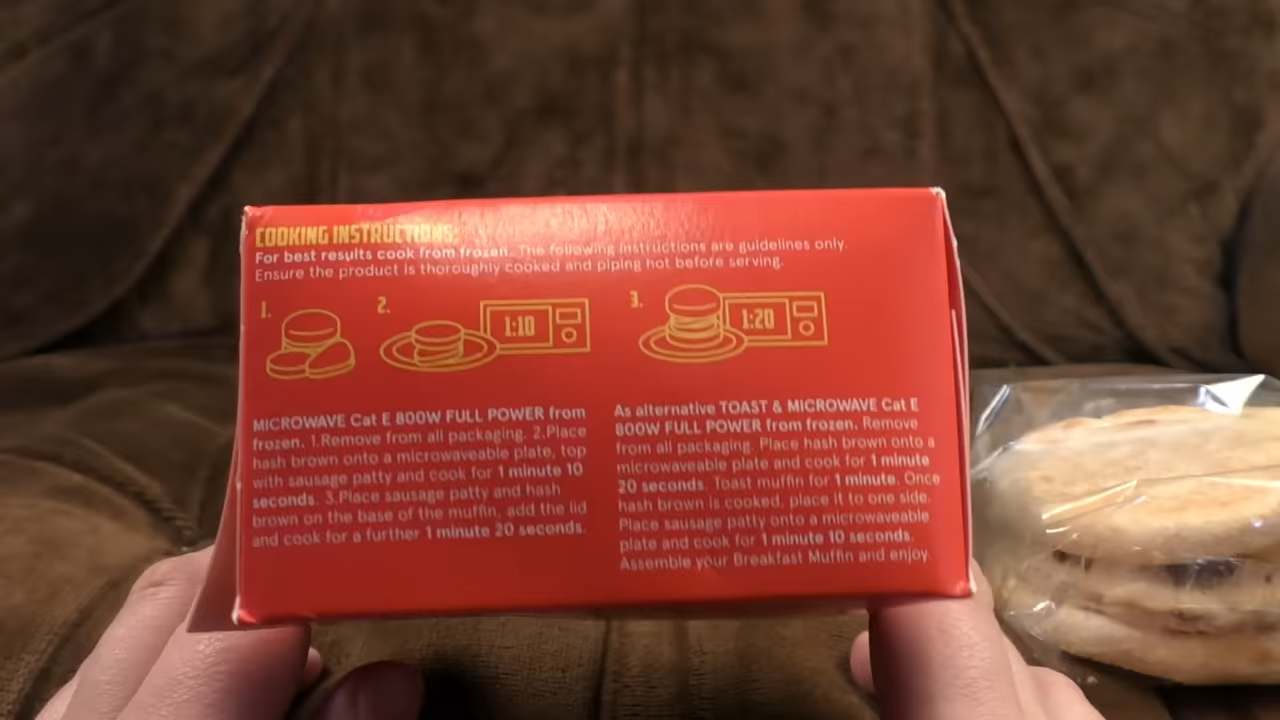 COOKING INSTRUCTIONS:
For best results cook from frozen. The following instructions are guidelines only.
Ensure the product is thoroughly cooked and piping hot before serving.
1.
2.
1:10
3.
1:20
MICROWAVE Cat E 800W FULL POWER from
frozen. 1.Remove from all packaging. 2.Place
hash brown onto a microwaveable plate, top
with sausage patty and cook for 1 minute 10
seconds. 3.Place sausage patty and hash
brown on the base of the muffin, add the lid
and cook for a further 1 minute 20 seconds.
As alternative TOAST & MICROWAVE Cat E
800W FULL POWER from frozen. Remove
from all packaging. Place hash brown onto a
microwaveable plate and cook for 1 minute
20 seconds. Toast muffin for 1 minute. Once
hash brown is cooked, place it to one side.
Place sausage patty onto a microwaveable
plate and cook for 1 minute 10 seconds.
Assemble your Breakfast Muffin and enjoy.